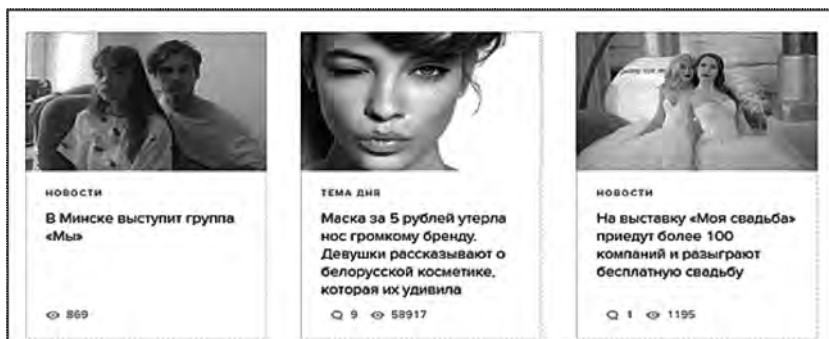 НОВОСТИ
В Минске выступит группа
«Мы»
869
ТЕМА ДНЯ
Маска за 5 рублей утерла
нос громкому бренду.
Девушки рассказывают о
белорусской косметике,
которая их удивила
9 58917
НОВОСТИ
На выставку «Моя свадьба»
приедут более 100
компаний и разыграют
бесплатную свадьбу
1 1195